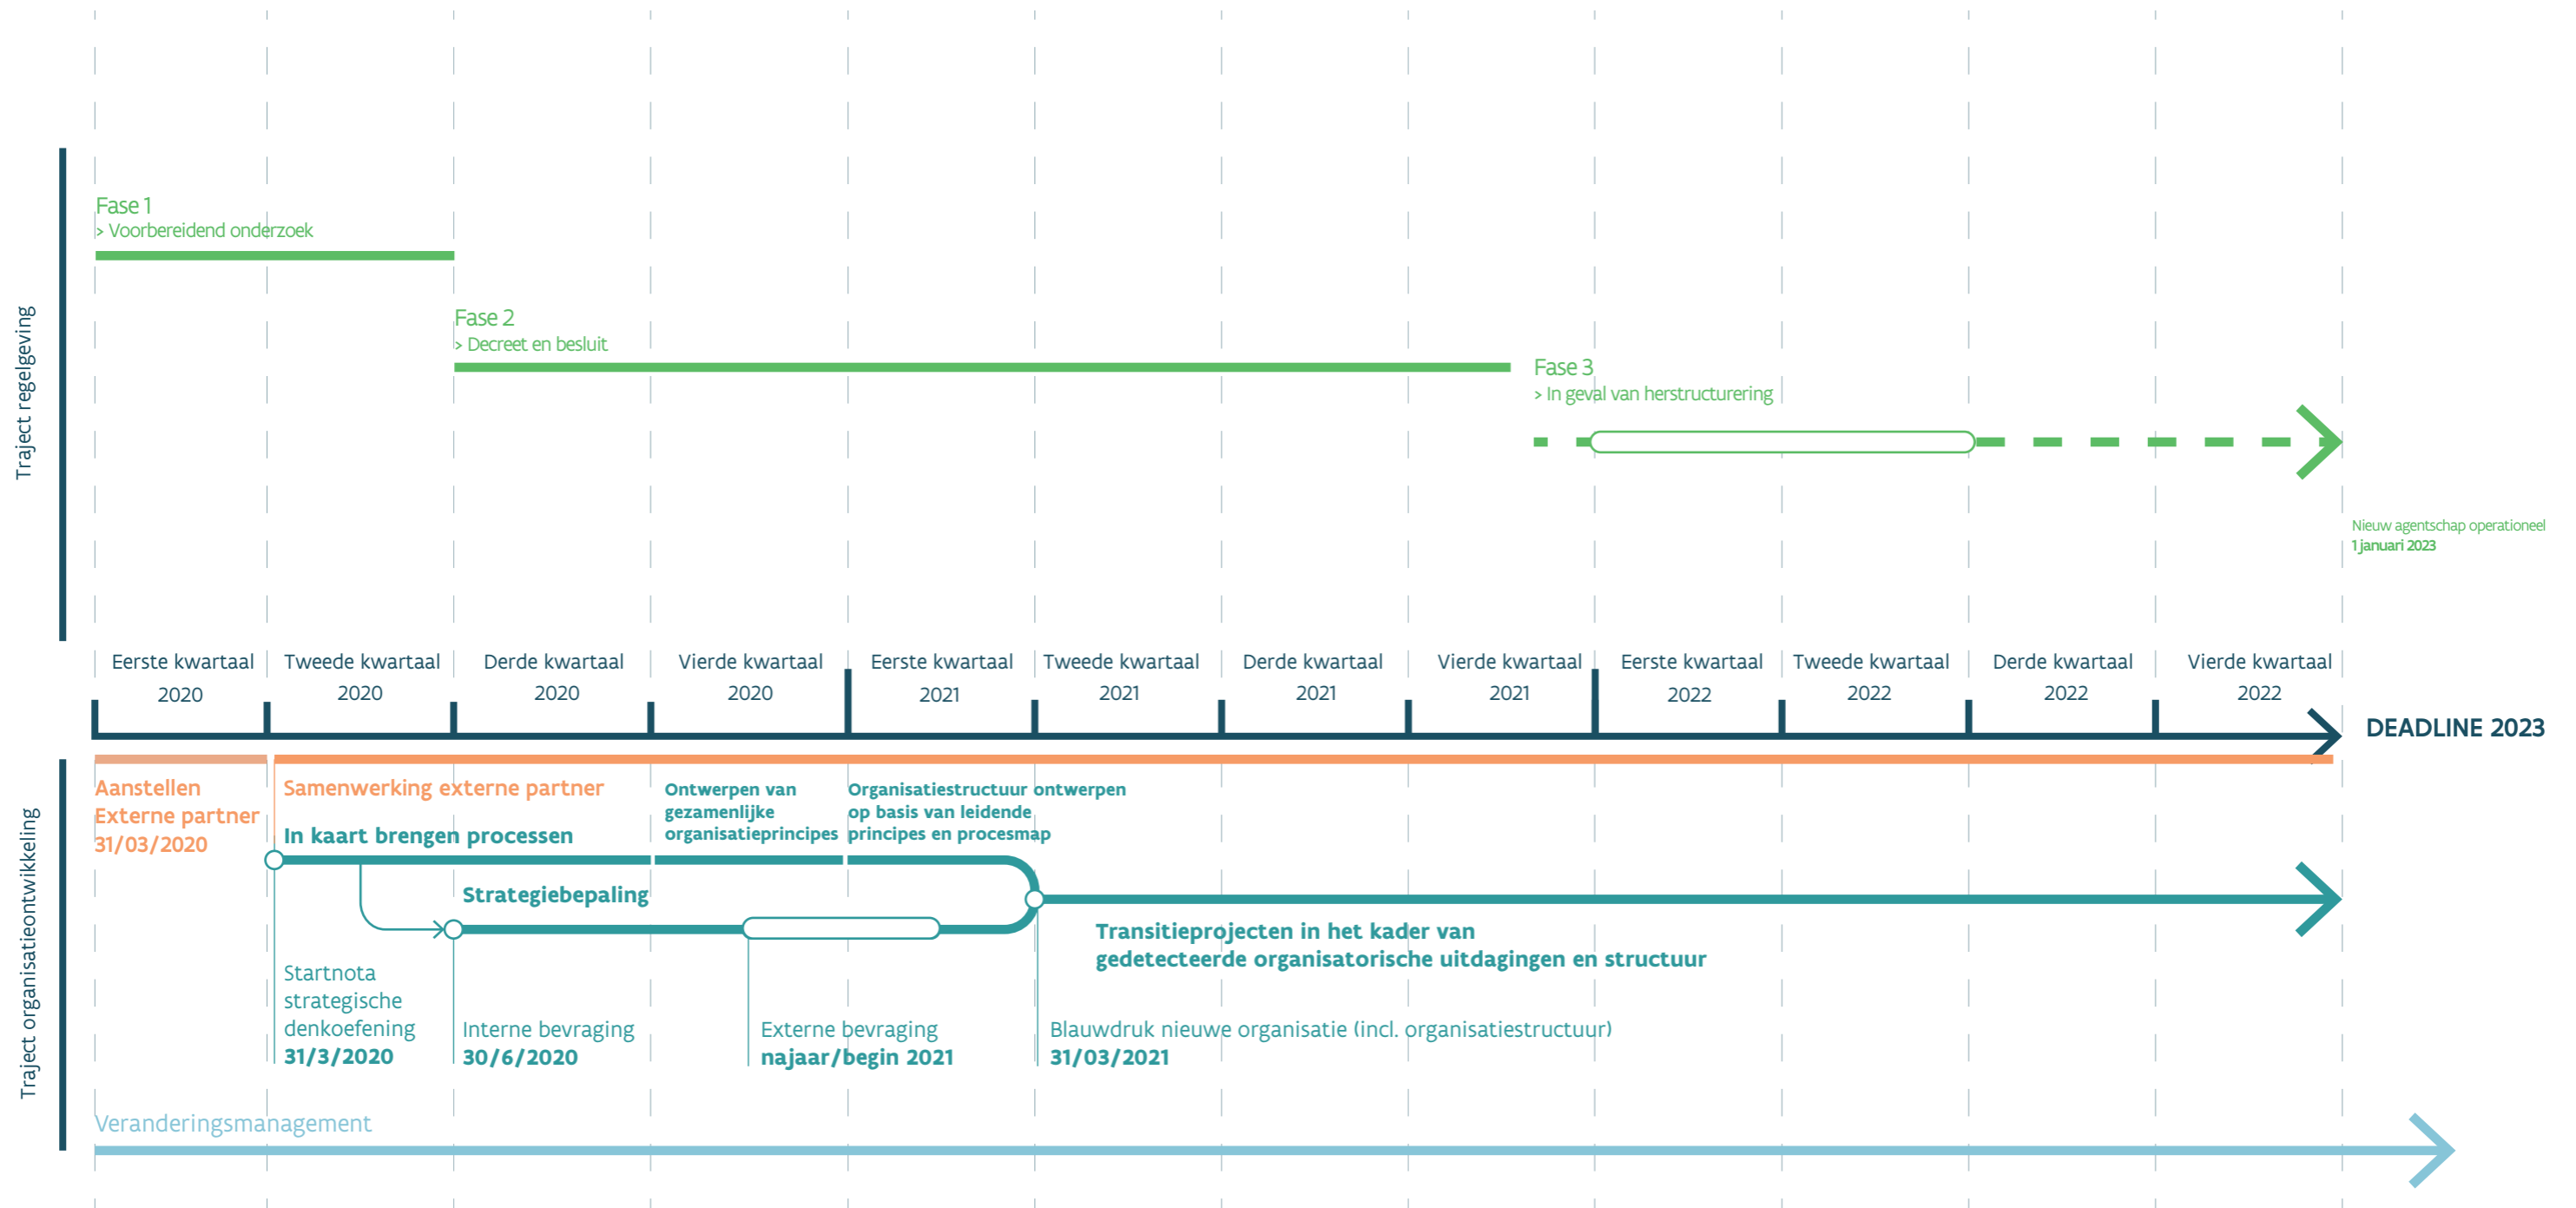 Traject regelgeving
Fase 1
> Voorbereidend onderzoek
Fase 2
> Decreet en besluit
Fase 3
> In geval van herstructurering
Nieuw agentschap operationeel
1 januari 2023
Eerste kwartaal
2020
Tweede kwartaal
2020
Derde kwartaal
2020
Vierde kwartaal
2020
Eerste kwartaal
2021
Tweede kwartaal
2021
Derde kwartaal
2021
Vierde kwartaal
2021
Eerste kwartaal
2022
Tweede kwartaal
2022
Derde kwartaal
2022
Vierde kwartaal
2022
DEADLINE 2023
Traject organisatieontwikkeling
Aanstellen
Externe partner
31/03/2020
Samenwerking externe partner
In kaart brengen processen
Ontwerpen van
gezamenlijke
organisatieprincipes
Organisatiestructuur ontwerpen
op basis van leidende
principes en procesmap
Strategiebepaling
Transitieprojecten in het kader van
gedetecteerde organisatorische uitdagingen en structuur
Startnota
strategische
denkoefening
31/3/2020
Interne bevraging
30/6/2020
Externe bevraging
najaar/begin 2021
Blauwdruk nieuwe organisatie (incl. organisatiestructuur)
31/03/2021
Veranderingsmanagement